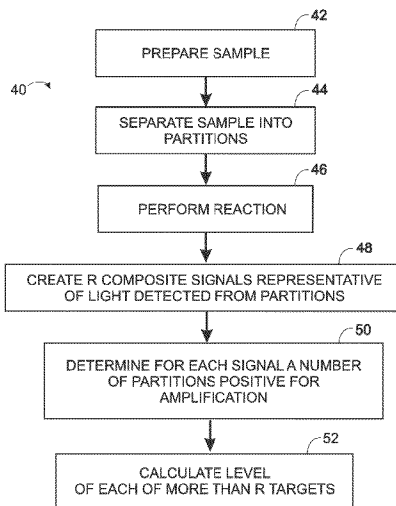 42
PREPARE SAMPLE
40
44
SEPARATE SAMPLE INTO
PARTITIONS
46
PERFORM REACTION
48
CREATE R COMPOSITE SIGNALS REPRESENTATIVE
OF LIGHT DETECTED FROM PARTITIONS
50
DETERMINE FOR EACH SIGNAL A NUMBER
OF PARTITIONS POSITIVE FOR
AMPLIFICATION
52
CALCULATE LEVEL
OF EACH OF MORE THAN R TARGETS